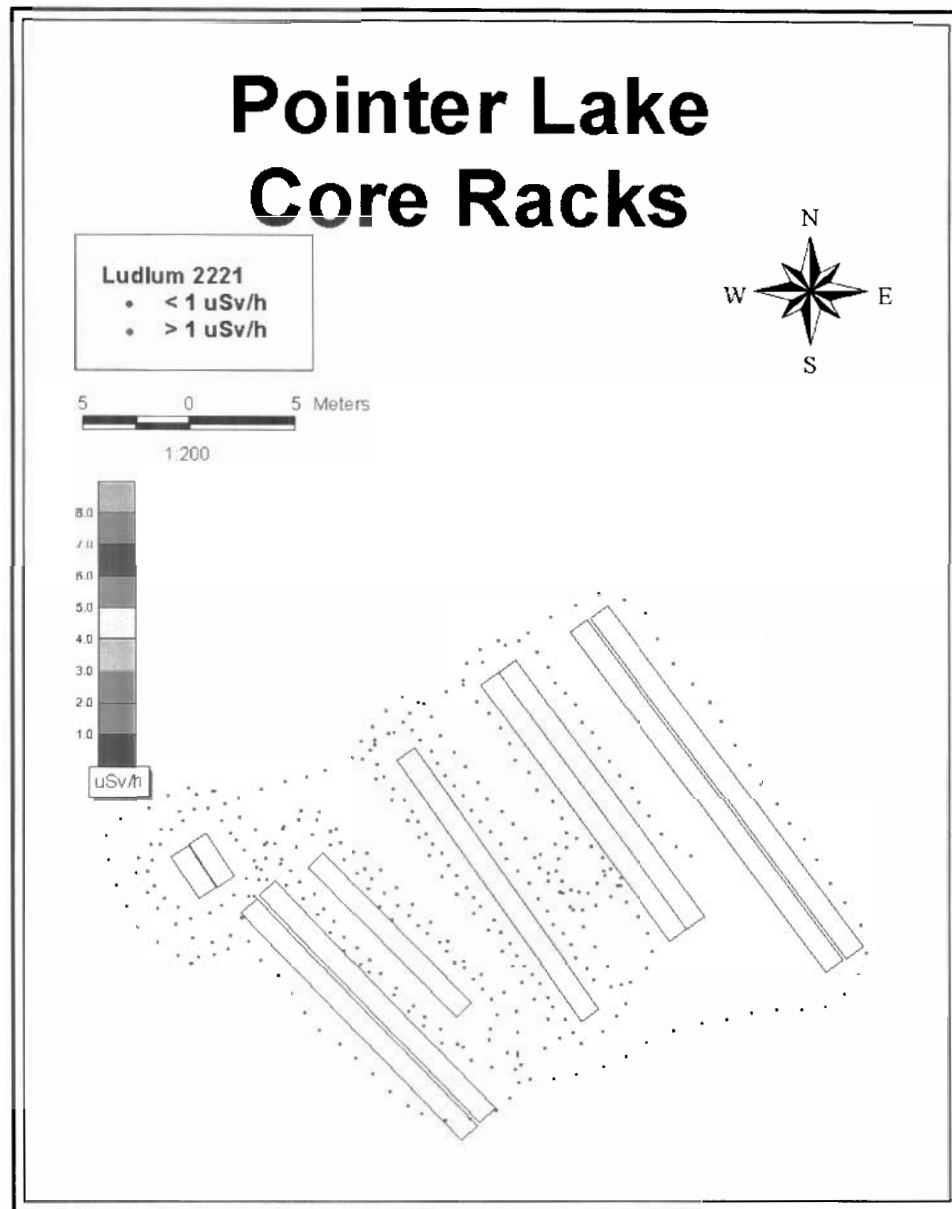 Pointer Lake
Core Racks
N
W E
S
Ludlum 2221
< 1 uSv/h
> 1 uSv/h
5 0 5 Meters
1:200
8.0
7.0
6.0
5.0
4.0
3.0
2.0
1.0
uSv/h